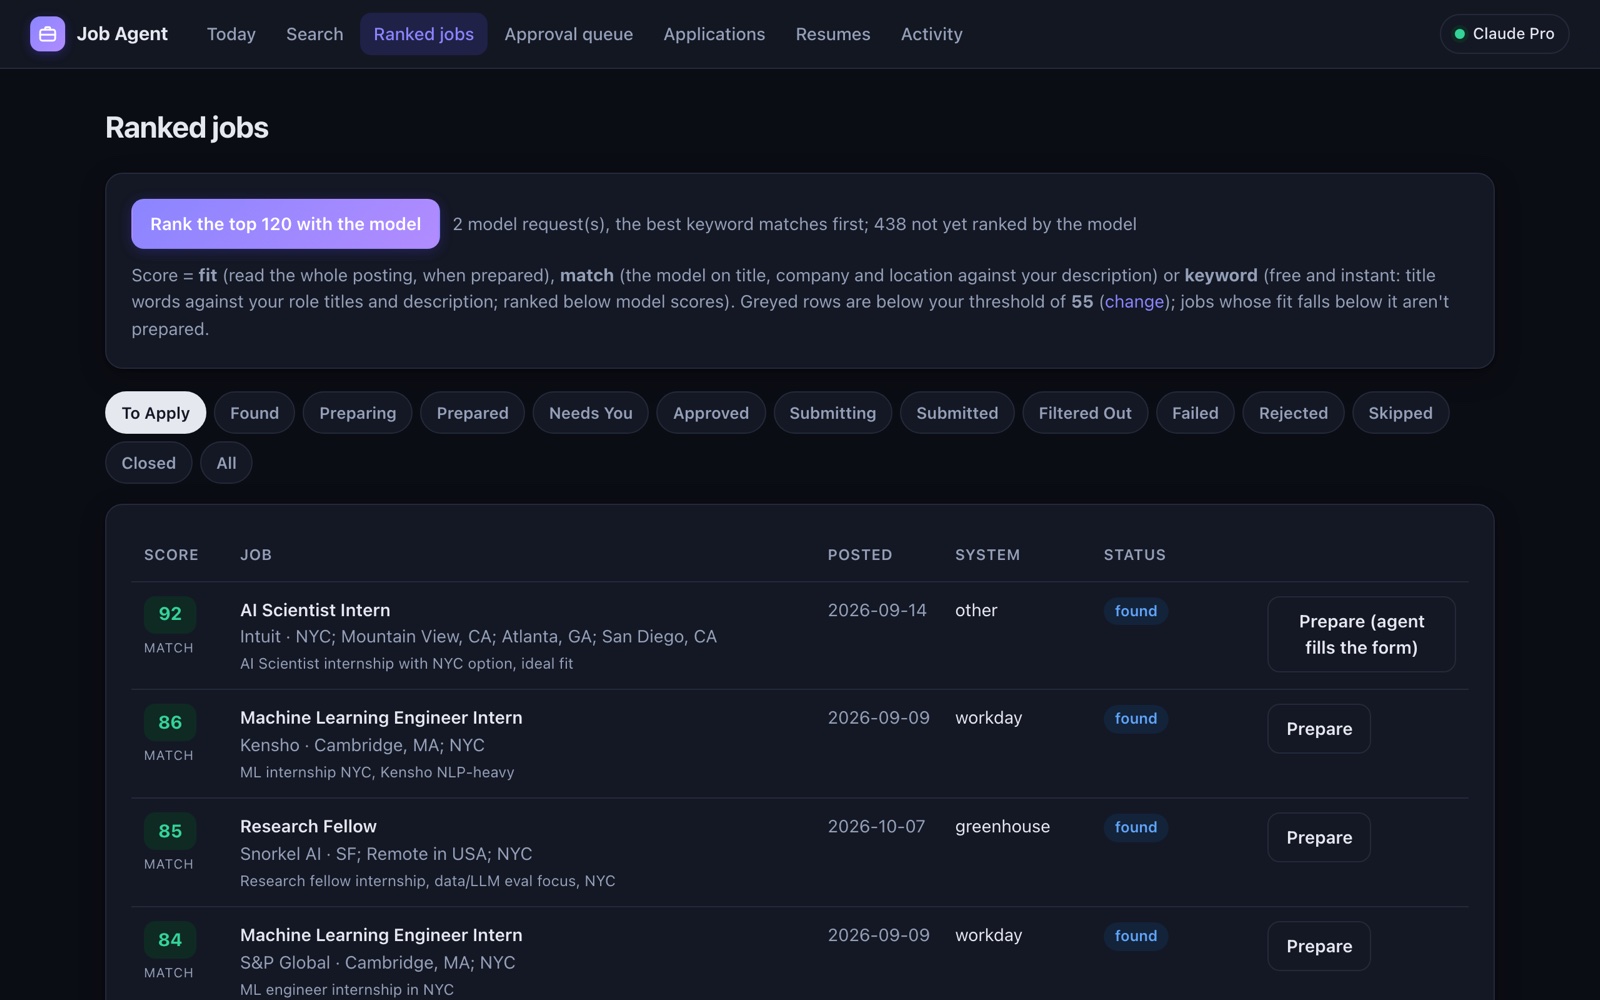 Job Agent
Today
Search
Ranked jobs
Approval queue
Applications
Resumes
Activity
Claude Pro
Ranked jobs
Rank the top 120 with the model
2 model request(s), the best keyword matches first; 438 not yet ranked by the model
Score = fit (read the whole posting, when prepared), match (the model on title, company and location against your description) or keyword (free and instant: title
words against your role titles and description; ranked below model scores). Greyed rows are below your threshold of 55 (change); jobs whose fit falls below it aren't
prepared.
To Apply
Found
Preparing
Prepared
Needs You
Approved
Submitting
Submitted
Filtered Out
Failed
Rejected
Skipped
Closed
All
SCORE
JOB
POSTED
SYSTEM
STATUS
92
MATCH
AI Scientist Intern
Intuit · NYC; Mountain View, CA; Atlanta, GA; San Diego, CA
AI Scientist internship with NYC option, ideal fit
2026-09-14
other
found
Prepare (agent
fills the form)
86
MATCH
Machine Learning Engineer Intern
Kensho · Cambridge, MA; NYC
ML internship NYC, Kensho NLP-heavy
2026-09-09
workday
found
Prepare
85
MATCH
Research Fellow
Snorkel AI · SF; Remote in USA; NYC
Research fellow internship, data/LLM eval focus, NYC
2026-10-07
greenhouse
found
Prepare
84
MATCH
Machine Learning Engineer Intern
S&P Global · Cambridge, MA; NYC
ML engineer internship in NYC
2026-09-09
workday
found
Prepare